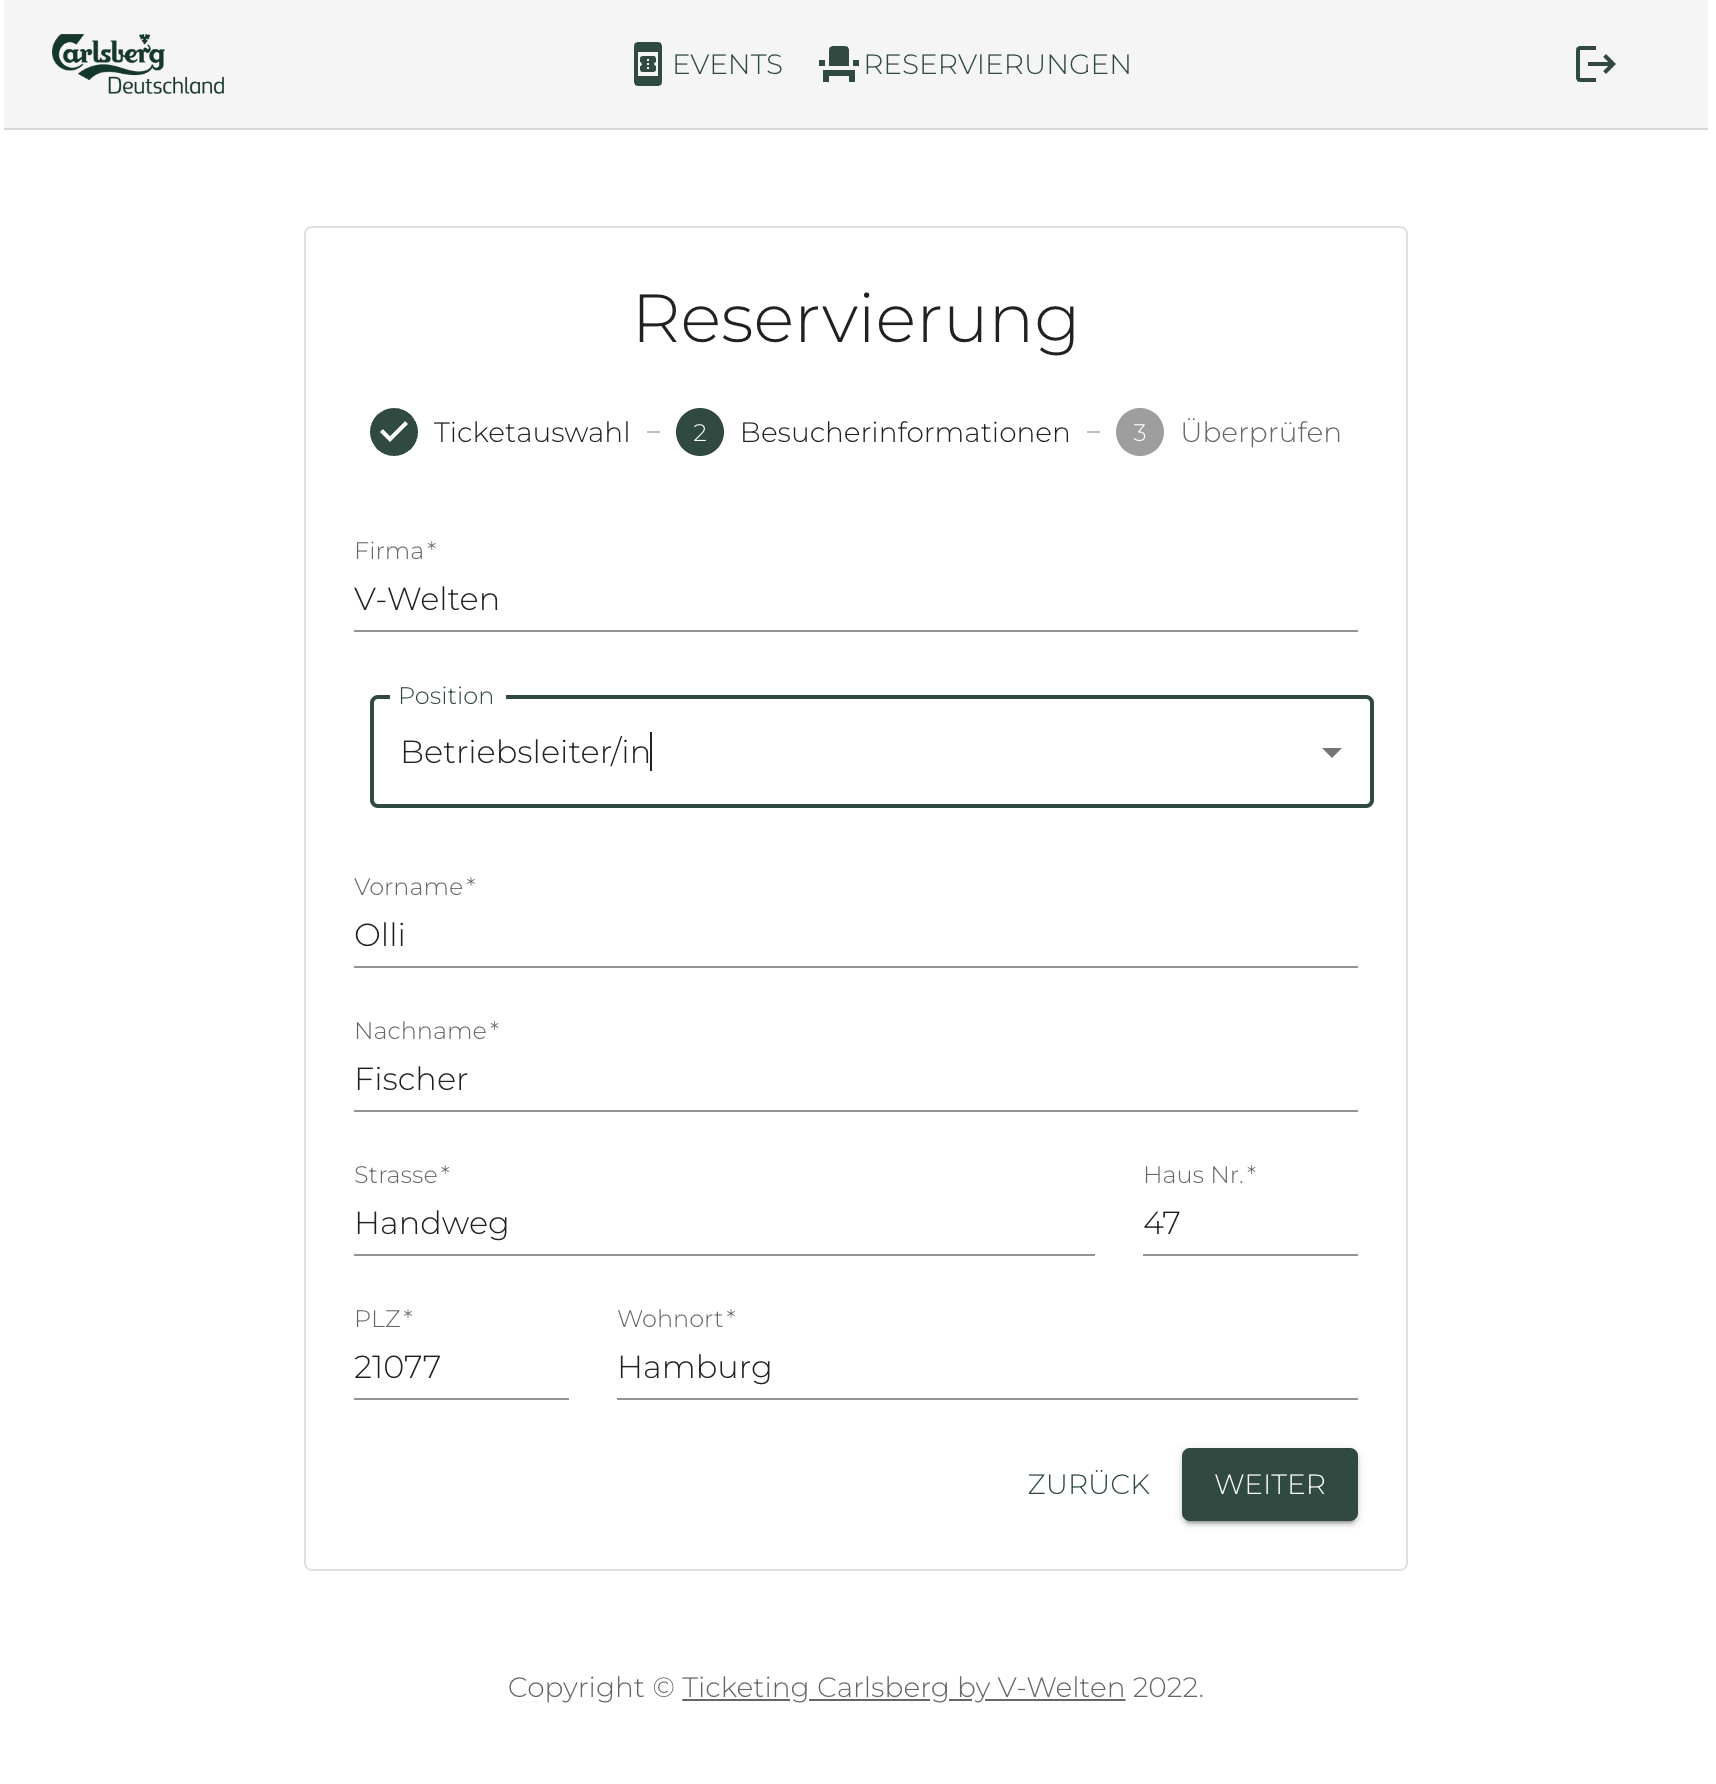 Carlsberg
Deutschland
EVENTS
RESERVIERUNGEN
Reservierung
Ticketauswahl
2
Besucherinformationen
3
Überprüfen
Firma*
V-Welten
Position
Betriebsleiter/in
Vorname*
Olli
Nachname*
Fischer
Strasse*
Haus Nr.*
Handweg
47
PLZ*
Wohnort*
21077
Hamburg
ZURÜCK
WEITER
Copyright © Ticketing Carlsberg by V-Welten 2022.